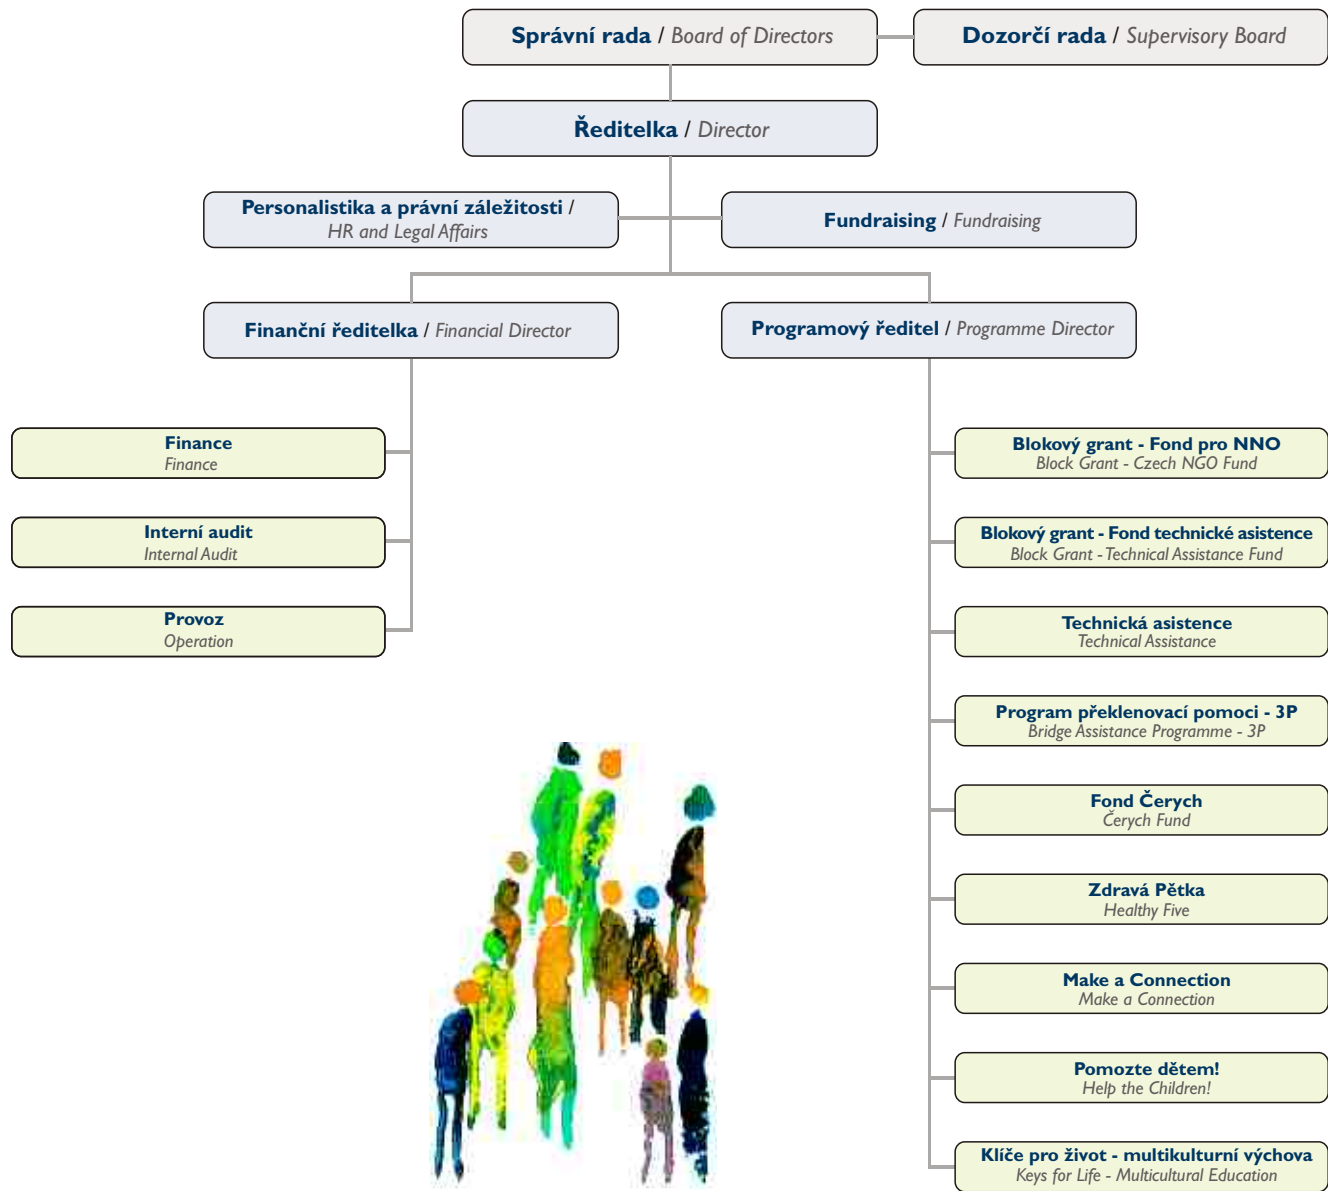 Správní rada / Board of Directors
Dozorčí rada / Supervisory Board
Ředitelka / Director
Personalistika a právní záležitosti /
HR and Legal Affairs
Fundraising / Fundraising
Finanční ředitelka / Financial Director
Programový ředitel / Programme Director
Finance
Finance
Interní audit
Internal Audit
Provoz
Operation
Blokový grant - Fond pro NNO
Block Grant - Czech NGO Fund
Blokový grant - Fond technické asistence
Block Grant - Technical Assistance Fund
Technická asistence
Technical Assistance
Program překlenovací pomoci - 3P
Bridge Assistance Programme - 3P
Fond Čerych
Čerych Fund
Zdravá Pětka
Healthy Five
Make a Connection
Make a Connection
Pomozte dětem!
Help the Children!
Klíče pro život - multikulturní výchova
Keys for Life - Multicultural Education